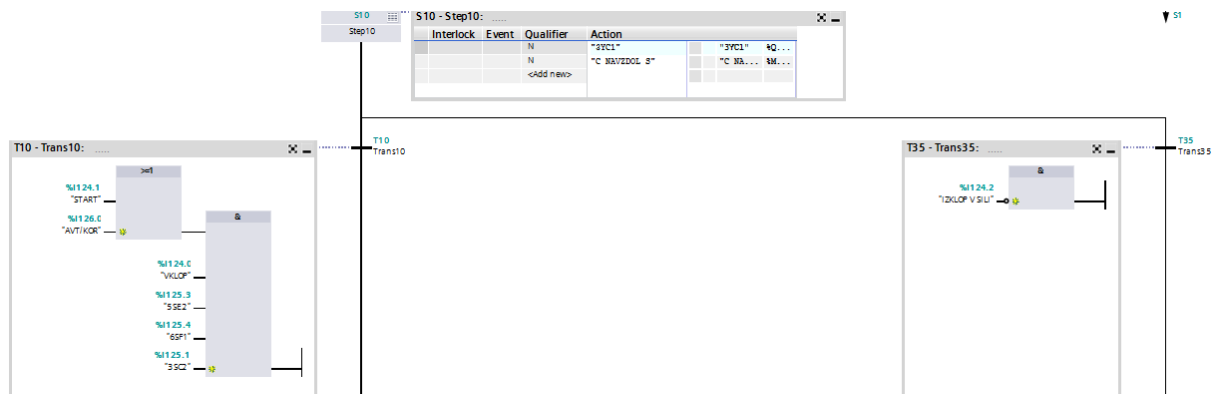 S10
Step10
S10 - Step10: .....
Interlock Event Qualifier Action
N "3YC1" "3YC1" %Q...
N "C NAVZDOL S" "C NA... %M...
<Add new>
S1
T10 - Trans10: .....
T10
Trans10
>=1
%I124.1
"START"
%I126.0
"AVT/KOR"
&
%I124.0
"VKLOP"
%I125.3
"5SE2"
%I125.4
"6SF1"
%I125.1
"3SC2"
T35 - Trans35: .....
T35
Trans35
&
%I124.2
"IZKLOP V SILI"